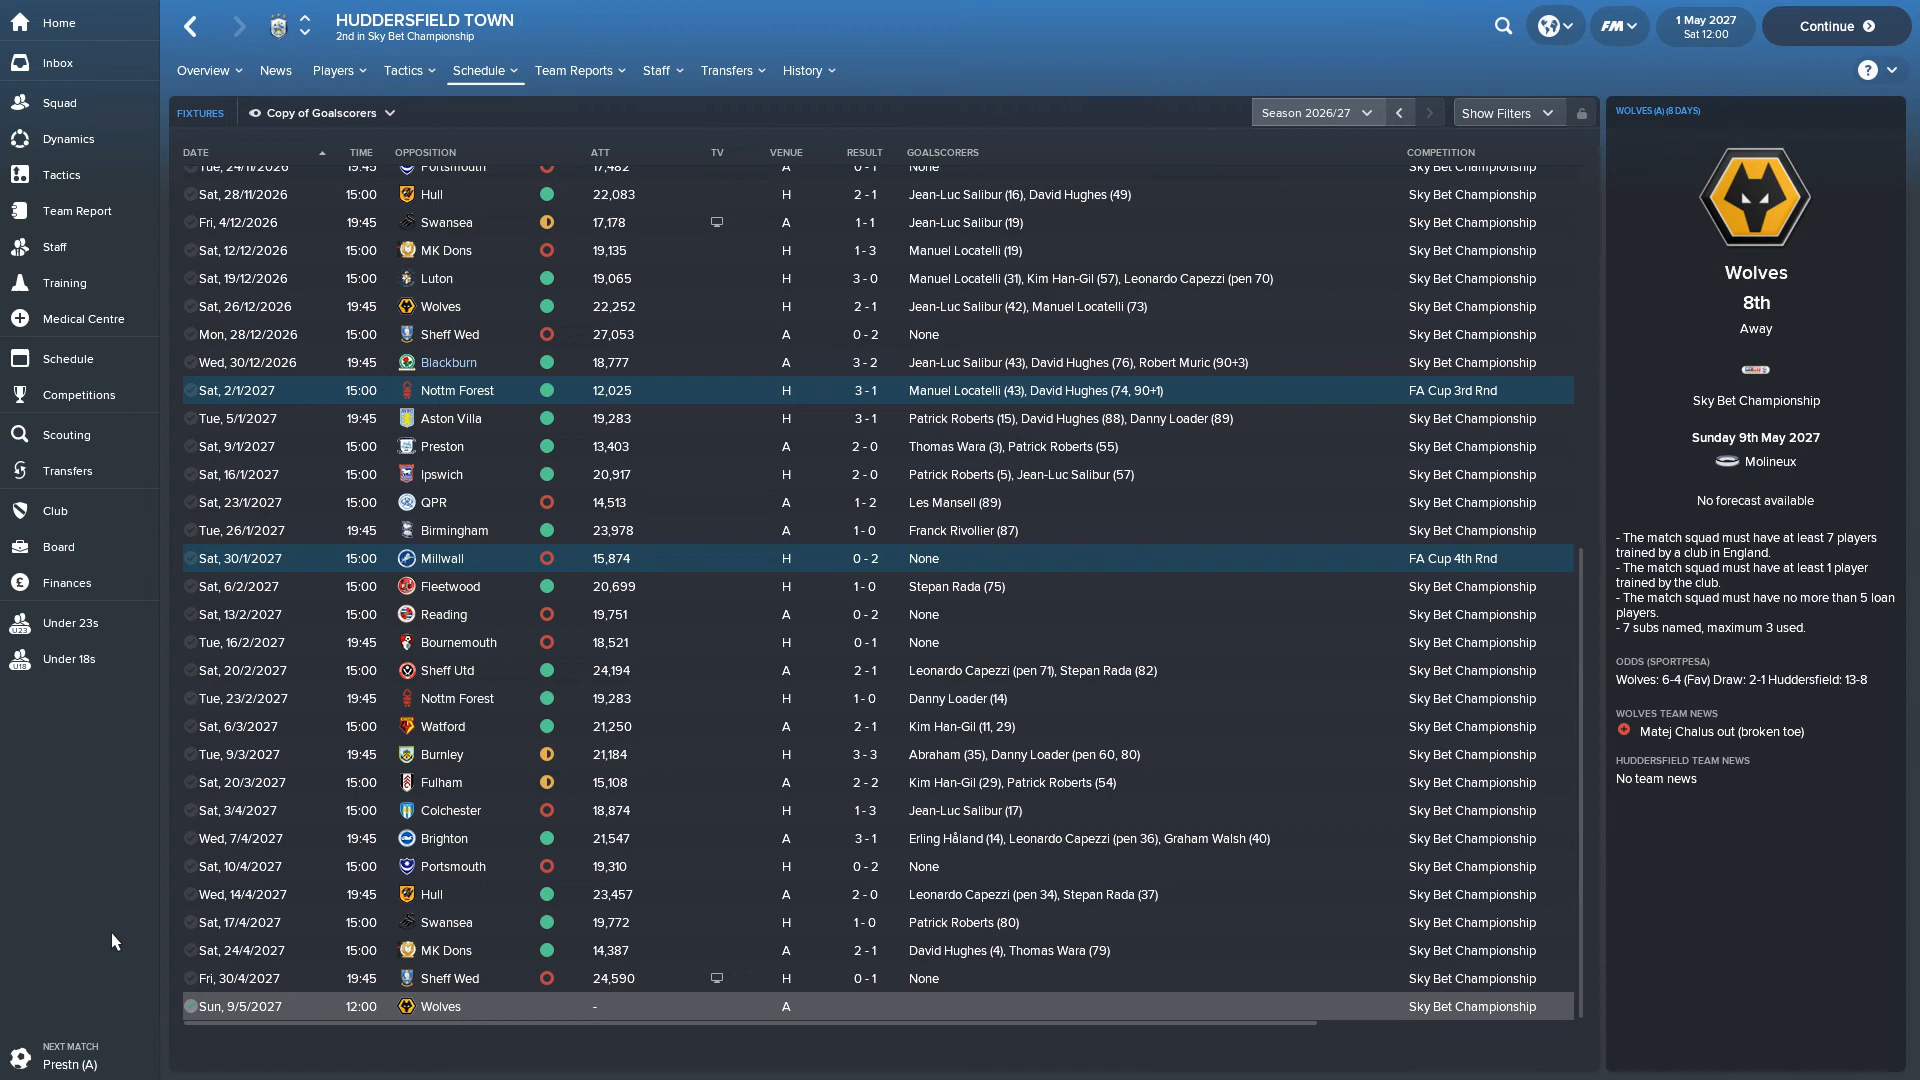 Home
Inbox
Squad
Dynamics
Tactics
Team Report
Staff
Training
Medical Centre
Schedule
Competitions
Scouting
Transfers
Club
Board
Finances
U23
Under 23s
U18
Under 18s
NEXT MATCH
Prestn (A)
HUDDERSFIELD TOWN
2nd in Sky Bet Championship
FM
1 May 2027
Sat 12:00
Continue
Overview News Players Tactics Schedule Team Reports Staff Transfers History
?
FIXTURES Copy of Goalscorers Season 2026/27 Show Filters
DATE TIME OPPOSITION ATT TV VENUE RESULT GOALSCORERS COMPETITION
Tue, 24/11/2026 19:45 Portsmouth 17,482 A 0 - 1 None Sky Bet Championship
Sat, 28/11/2026 15:00 Hull 22,083 H 2 - 1 Jean-Luc Salibur (16), David Hughes (49) Sky Bet Championship
Fri, 4/12/2026 19:45 Swansea 17,178 A 1 - 1 Jean-Luc Salibur (19) Sky Bet Championship
Sat, 12/12/2026 15:00 MK Dons 19,135 H 1 - 3 Manuel Locatelli (19) Sky Bet Championship
Sat, 19/12/2026 15:00 Luton 19,065 H 3 - 0 Manuel Locatelli (31), Kim Han-Gil (57), Leonardo Capezzi (pen 70) Sky Bet Championship
Sat, 26/12/2026 19:45 Wolves 22,252 H 2 - 1 Jean-Luc Salibur (42), Manuel Locatelli (73) Sky Bet Championship
Mon, 28/12/2026 15:00 Sheff Wed 27,053 A 0 - 2 None Sky Bet Championship
Wed, 30/12/2026 19:45 Blackburn 18,777 A 3 - 2 Jean-Luc Salibur (43), David Hughes (76), Robert Muric (90+3) Sky Bet Championship
Sat, 2/1/2027 15:00 Nottm Forest 12,025 H 3 - 1 Manuel Locatelli (43), David Hughes (74, 90+1) FA Cup 3rd Rnd
Tue, 5/1/2027 19:45 Aston Villa 19,283 H 3 - 1 Patrick Roberts (15), David Hughes (88), Danny Loader (89) Sky Bet Championship
Sat, 9/1/2027 15:00 Preston 13,403 A 2 - 0 Thomas Wara (3), Patrick Roberts (55) Sky Bet Championship
Sat, 16/1/2027 15:00 Ipswich 20,917 H 2 - 0 Patrick Roberts (5), Jean-Luc Salibur (57) Sky Bet Championship
Sat, 23/1/2027 15:00 QPR 14,513 A 1 - 2 Les Mansell (89) Sky Bet Championship
Tue, 26/1/2027 19:45 Birmingham 23,978 A 1 - 0 Franck Rivollier (87) Sky Bet Championship
Sat, 30/1/2027 15:00 Millwall 15,874 H 0 - 2 None FA Cup 4th Rnd
Sat, 6/2/2027 15:00 Fleetwood 20,699 H 1 - 0 Stepan Rada (75) Sky Bet Championship
Sat, 13/2/2027 15:00 Reading 19,751 A 0 - 2 None Sky Bet Championship
Tue, 16/2/2027 19:45 Bournemouth 18,521 H 0 - 1 None Sky Bet Championship
Sat, 20/2/2027 15:00 Sheff Utd 24,194 A 2 - 1 Leonardo Capezzi (pen 71), Stepan Rada (82) Sky Bet Championship
Tue, 23/2/2027 19:45 Nottm Forest 19,283 H 1 - 0 Danny Loader (14) Sky Bet Championship
Sat, 6/3/2027 15:00 Watford 21,250 A 2 - 1 Kim Han-Gil (11, 29) Sky Bet Championship
Tue, 9/3/2027 19:45 Burnley 21,184 H 3 - 3 Abraham (35), Danny Loader (pen 60, 80) Sky Bet Championship
Sat, 20/3/2027 15:00 Fulham 15,108 A 2 - 2 Kim Han-Gil (29), Patrick Roberts (54) Sky Bet Championship
Sat, 3/4/2027 15:00 Colchester 18,874 H 1 - 3 Jean-Luc Salibur (17) Sky Bet Championship
Wed, 7/4/2027 19:45 Brighton 21,547 A 3 - 1 Erling Håland (14), Leonardo Capezzi (pen 36), Graham Walsh (40) Sky Bet Championship
Sat, 10/4/2027 15:00 Portsmouth 19,310 H 0 - 2 None Sky Bet Championship
Wed, 14/4/2027 19:45 Hull 23,457 A 2 - 0 Leonardo Capezzi (pen 34), Stepan Rada (37) Sky Bet Championship
Sat, 17/4/2027 15:00 Swansea 19,772 H 1 - 0 Patrick Roberts (80) Sky Bet Championship
Sat, 24/4/2027 15:00 MK Dons 14,387 A 2 - 1 David Hughes (4), Thomas Wara (79) Sky Bet Championship
Fri, 30/4/2027 19:45 Sheff Wed 24,590 H 0 - 1 None Sky Bet Championship
Sun, 9/5/2027 12:00 Wolves - A Sky Bet Championship
WOLVES (A) (8 DAYS)
Wolves
8th
Away
Sky Bet Championship
Sunday 9th May 2027
Molineux
No forecast available
- The match squad must have at least 7 players
trained by a club in England.
- The match squad must have at least 1 player
trained by the club.
- The match squad must have no more than 5 loan
players.
- 7 subs named, maximum 3 used.
ODDS (SPORTPESA)
Wolves: 6-4 (Fav) Draw: 2-1 Huddersfield: 13-8
WOLVES TEAM NEWS
Matej Chalus out (broken toe)
HUDDERSFIELD TEAM NEWS
No team news